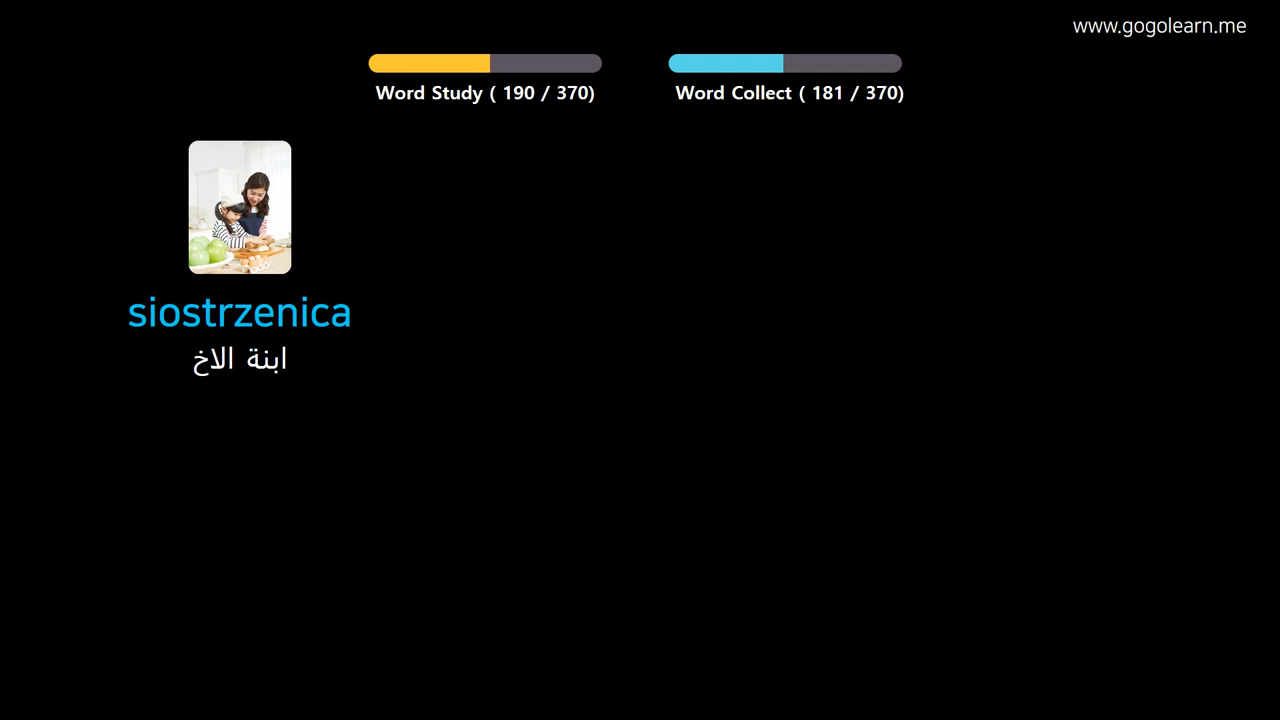 www.gogolearn.me
Word Study ( 190 / 370)
Word Collect ( 181 / 370)
siostrzenica
ابنة الاخ